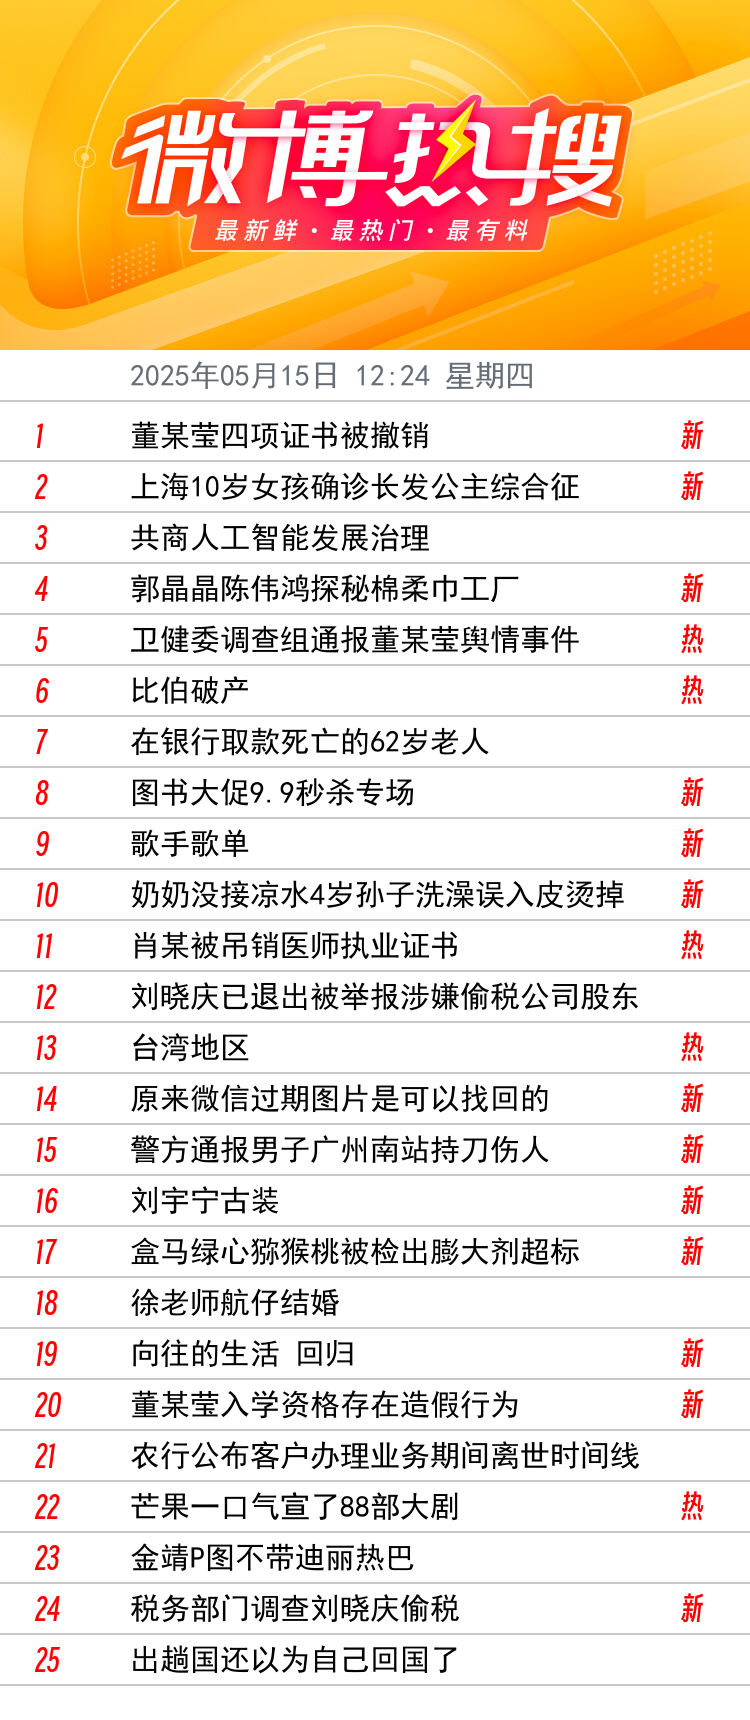 微博热搜
最新鲜·最热门·最有料
2025年05月15日 12:24 星期四
1 董某莹四项证书被撤销 新
2 上海10岁女孩确诊长发公主综合征 新
3 共商人工智能发展治理
4 郭晶晶陈伟鸿探秘棉柔巾工厂 新
5 卫健委调查组通报董某莹舆情事件 热
6 比伯破产 热
7 在银行取款死亡的62岁老人
8 图书大促9.9秒杀专场 新
9 歌手歌单 新
10 奶奶没接凉水4岁孙子洗澡误入皮烫掉 新
11 肖某被吊销医师执业证书 热
12 刘晓庆已退出被举报涉嫌偷税公司股东
13 台湾地区 热
14 原来微信过期图片是可以找回的 新
15 警方通报男子广州南站持刀伤人 新
16 刘宇宁古装 新
17 盒马绿心猕猴桃被检出膨大剂超标 新
18 徐老师航仔结婚
19 向往的生活 回归 新
20 董某莹入学资格存在造假行为 新
21 农行公布客户办理业务期间离世时间线
22 芒果一口气宣了88部大剧 热
23 金靖P图不带迪丽热巴
24 税务部门调查刘晓庆偷税 新
25 出趟国还以为自己回国了